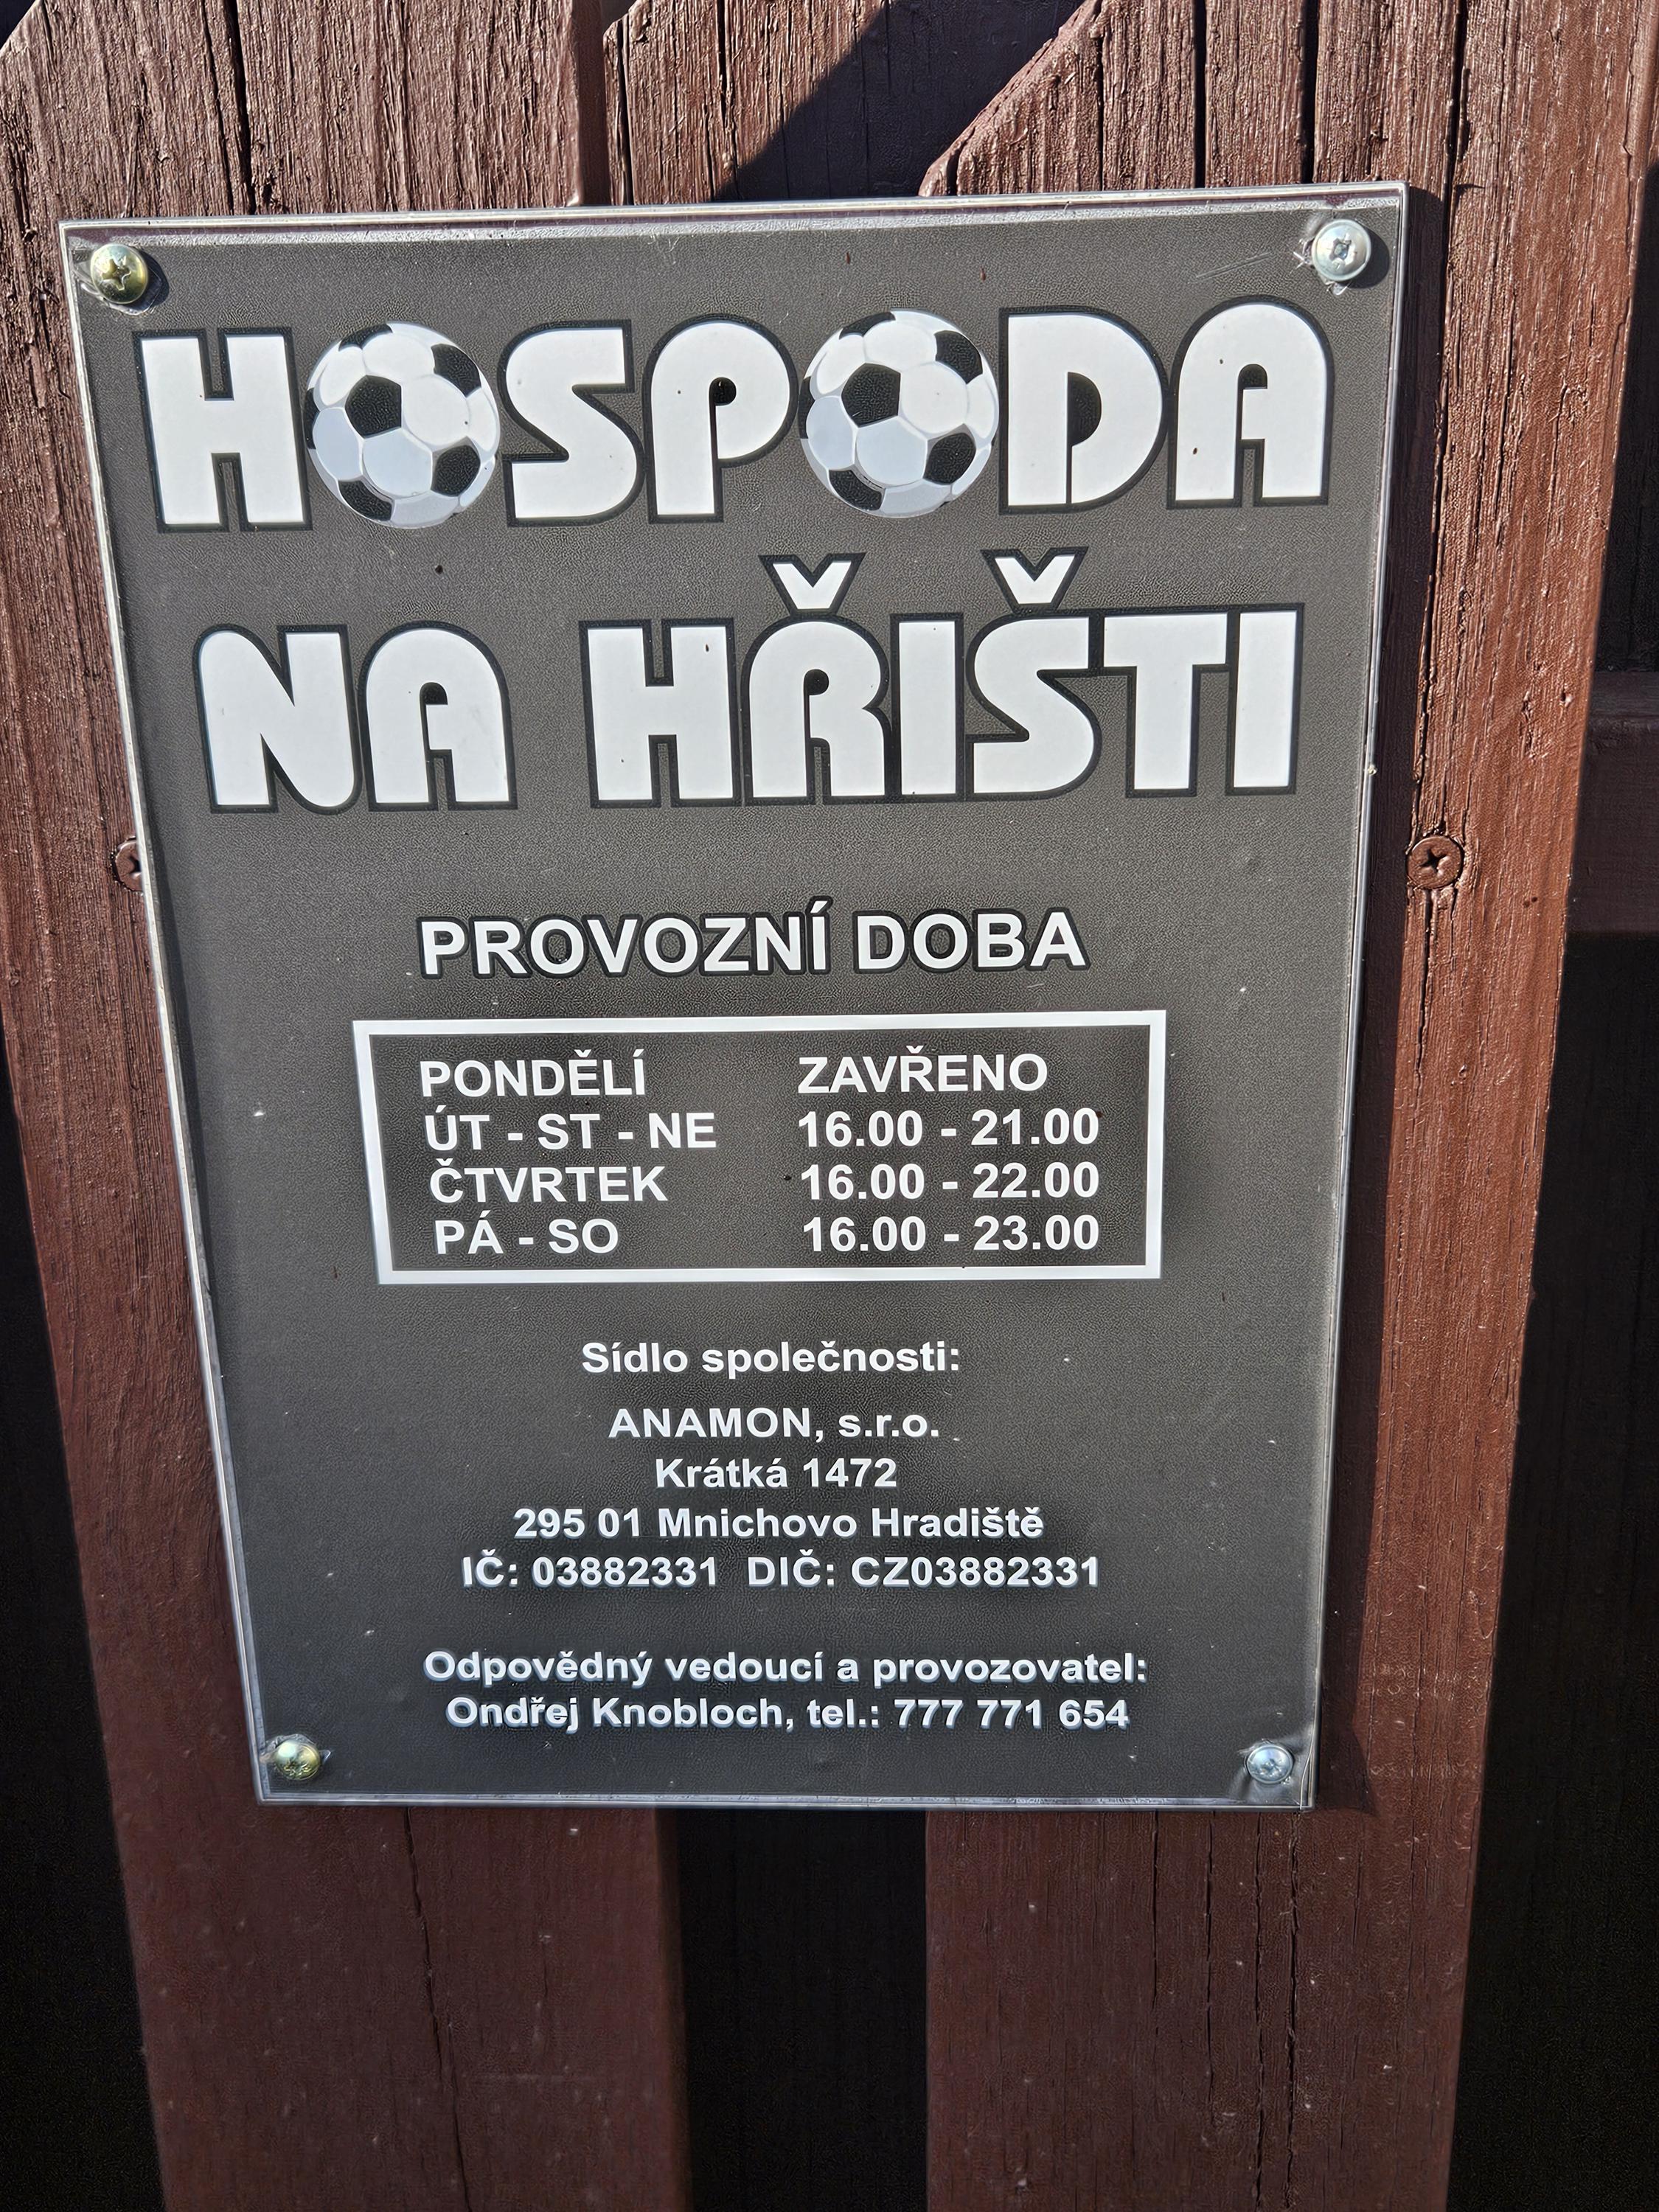 HOSPODA
NA HŘIŠTI
PROVOZNÍ DOBA
PONDĚLÍ ZAVŘENO
ÚT - ST - NE 16.00 - 21.00
ČTVRTEK 16.00 - 22.00
PÁ - SO 16.00 - 23.00
Sídlo společnosti:
ANAMON, s.r.o.
Krátká 1472
295 01 Mnichovo Hradiště
IČ: 03882331 DIČ: CZ03882331
Odpovědný vedoucí a provozovatel:
Ondřej Knobloch, tel.: 777 771 654